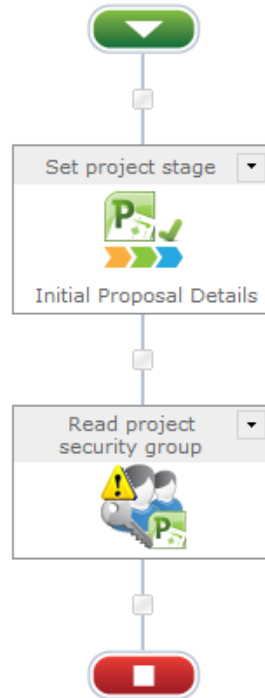 Set project stage
P
Initial Proposal Details
Read project
security group
P